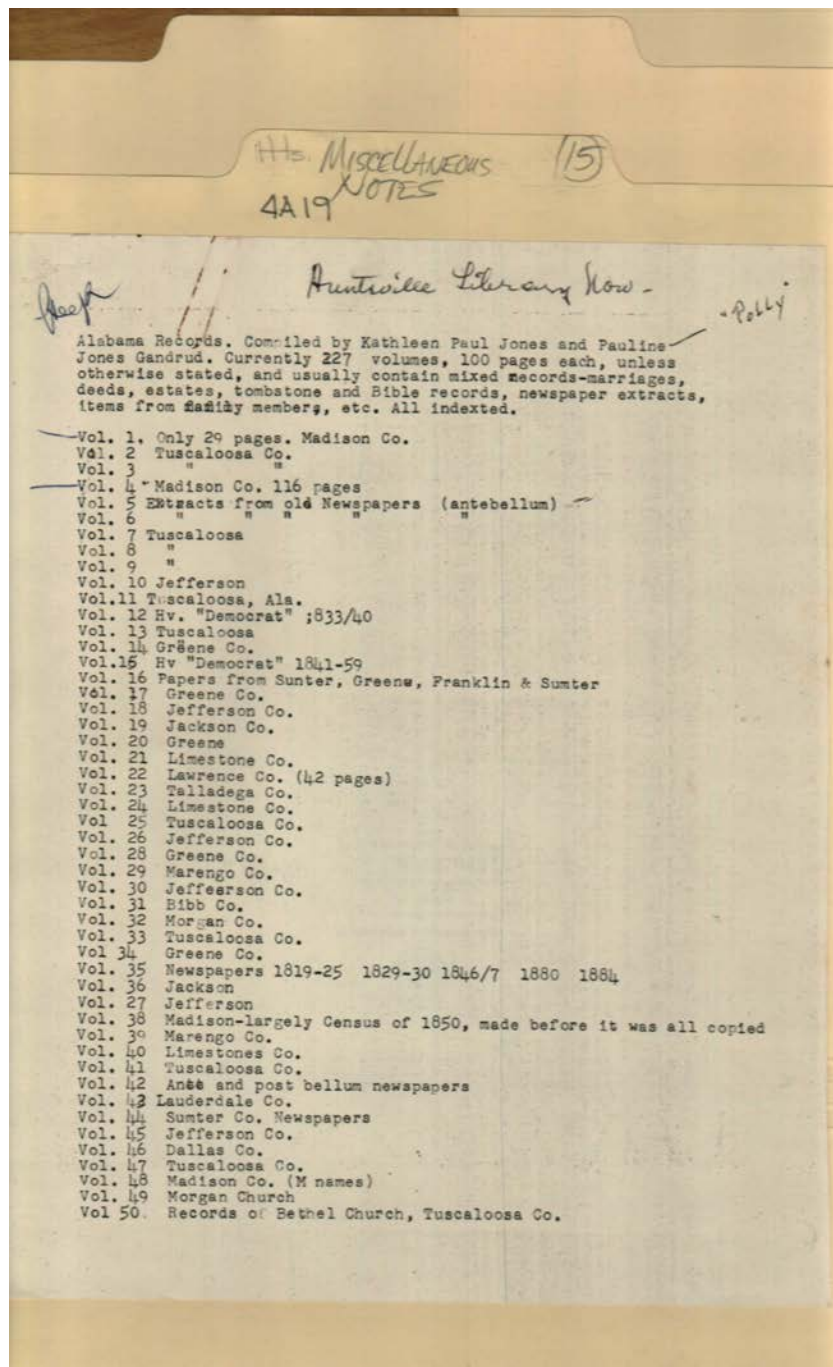 Hts. MISCELLANEOUS (15)
NOTES
4A19
Huntsville Library Now -
Keep
"Polly"
Alabama Records. Compiled by Kathleen Paul Jones and Pauline
Jones Gandrud. Currently 227 volumes, 100 pages each, unless
otherwise stated, and usually contain mixed records-marriages,
deeds, estates, tombstone and Bible records, newspaper extracts,
items from family members, etc. All indexted.
Vol. 1. Only 29 pages. Madison Co.
Vol. 2 Tuscaloosa Co.
Vol. 3 " "
Vol. 4 - Madison Co. 116 pages
Vol. 5 Extracts from old Newspapers (antebellum)
Vol. 6 " " " " "
Vol. 7 Tuscaloosa
Vol. 8 "
Vol. 9 "
Vol. 10 Jefferson
Vol.11 Tuscaloosa, Ala.
Vol. 12 Hv. "Democrat" ;833/40
Vol. 13 Tuscaloosa
Vol. 14 Greene Co.
Vol.15 Hv "Democrat" 1841-59
Vol. 16 Papers from Sunter, Greene, Franklin & Sumter
Vol. 17 Greene Co.
Vol. 18 Jefferson Co.
Vol. 19 Jackson Co.
Vol. 20 Greene
Vol. 21 Limestone Co.
Vol. 22 Lawrence Co. (42 pages)
Vol. 23 Talladega Co.
Vol. 24 Limestone Co.
Vol 25 Tuscaloosa Co.
Vol. 26 Jefferson Co.
Vol. 28 Greene Co.
Vol. 29 Marengo Co.
Vol. 30 Jeffeerson Co.
Vol. 31 Bibb Co.
Vol. 32 Morgan Co.
Vol. 33 Tuscaloosa Co.
Vol 34 Greene Co.
Vol. 35 Newspapers 1819-25 1829-30 1846/7 1880 1884
Vol. 36 Jackson
Vol. 27 Jefferson
Vol. 38 Madison-largely Census of 1850, made before it was all copied
Vol. 39 Marengo Co.
Vol. 40 Limestones Co.
Vol. 41 Tuscaloosa Co.
Vol. 42 Ante and post bellum newspapers
Vol. 43 Lauderdale Co.
Vol. 44 Sumter Co. Newspapers
Vol. 45 Jefferson Co.
Vol. 46 Dallas Co.
Vol. 47 Tuscaloosa Co.
Vol. 48 Madison Co. (M names)
Vol. 49 Morgan Church
Vol 50. Records of Bethel Church, Tuscaloosa Co.